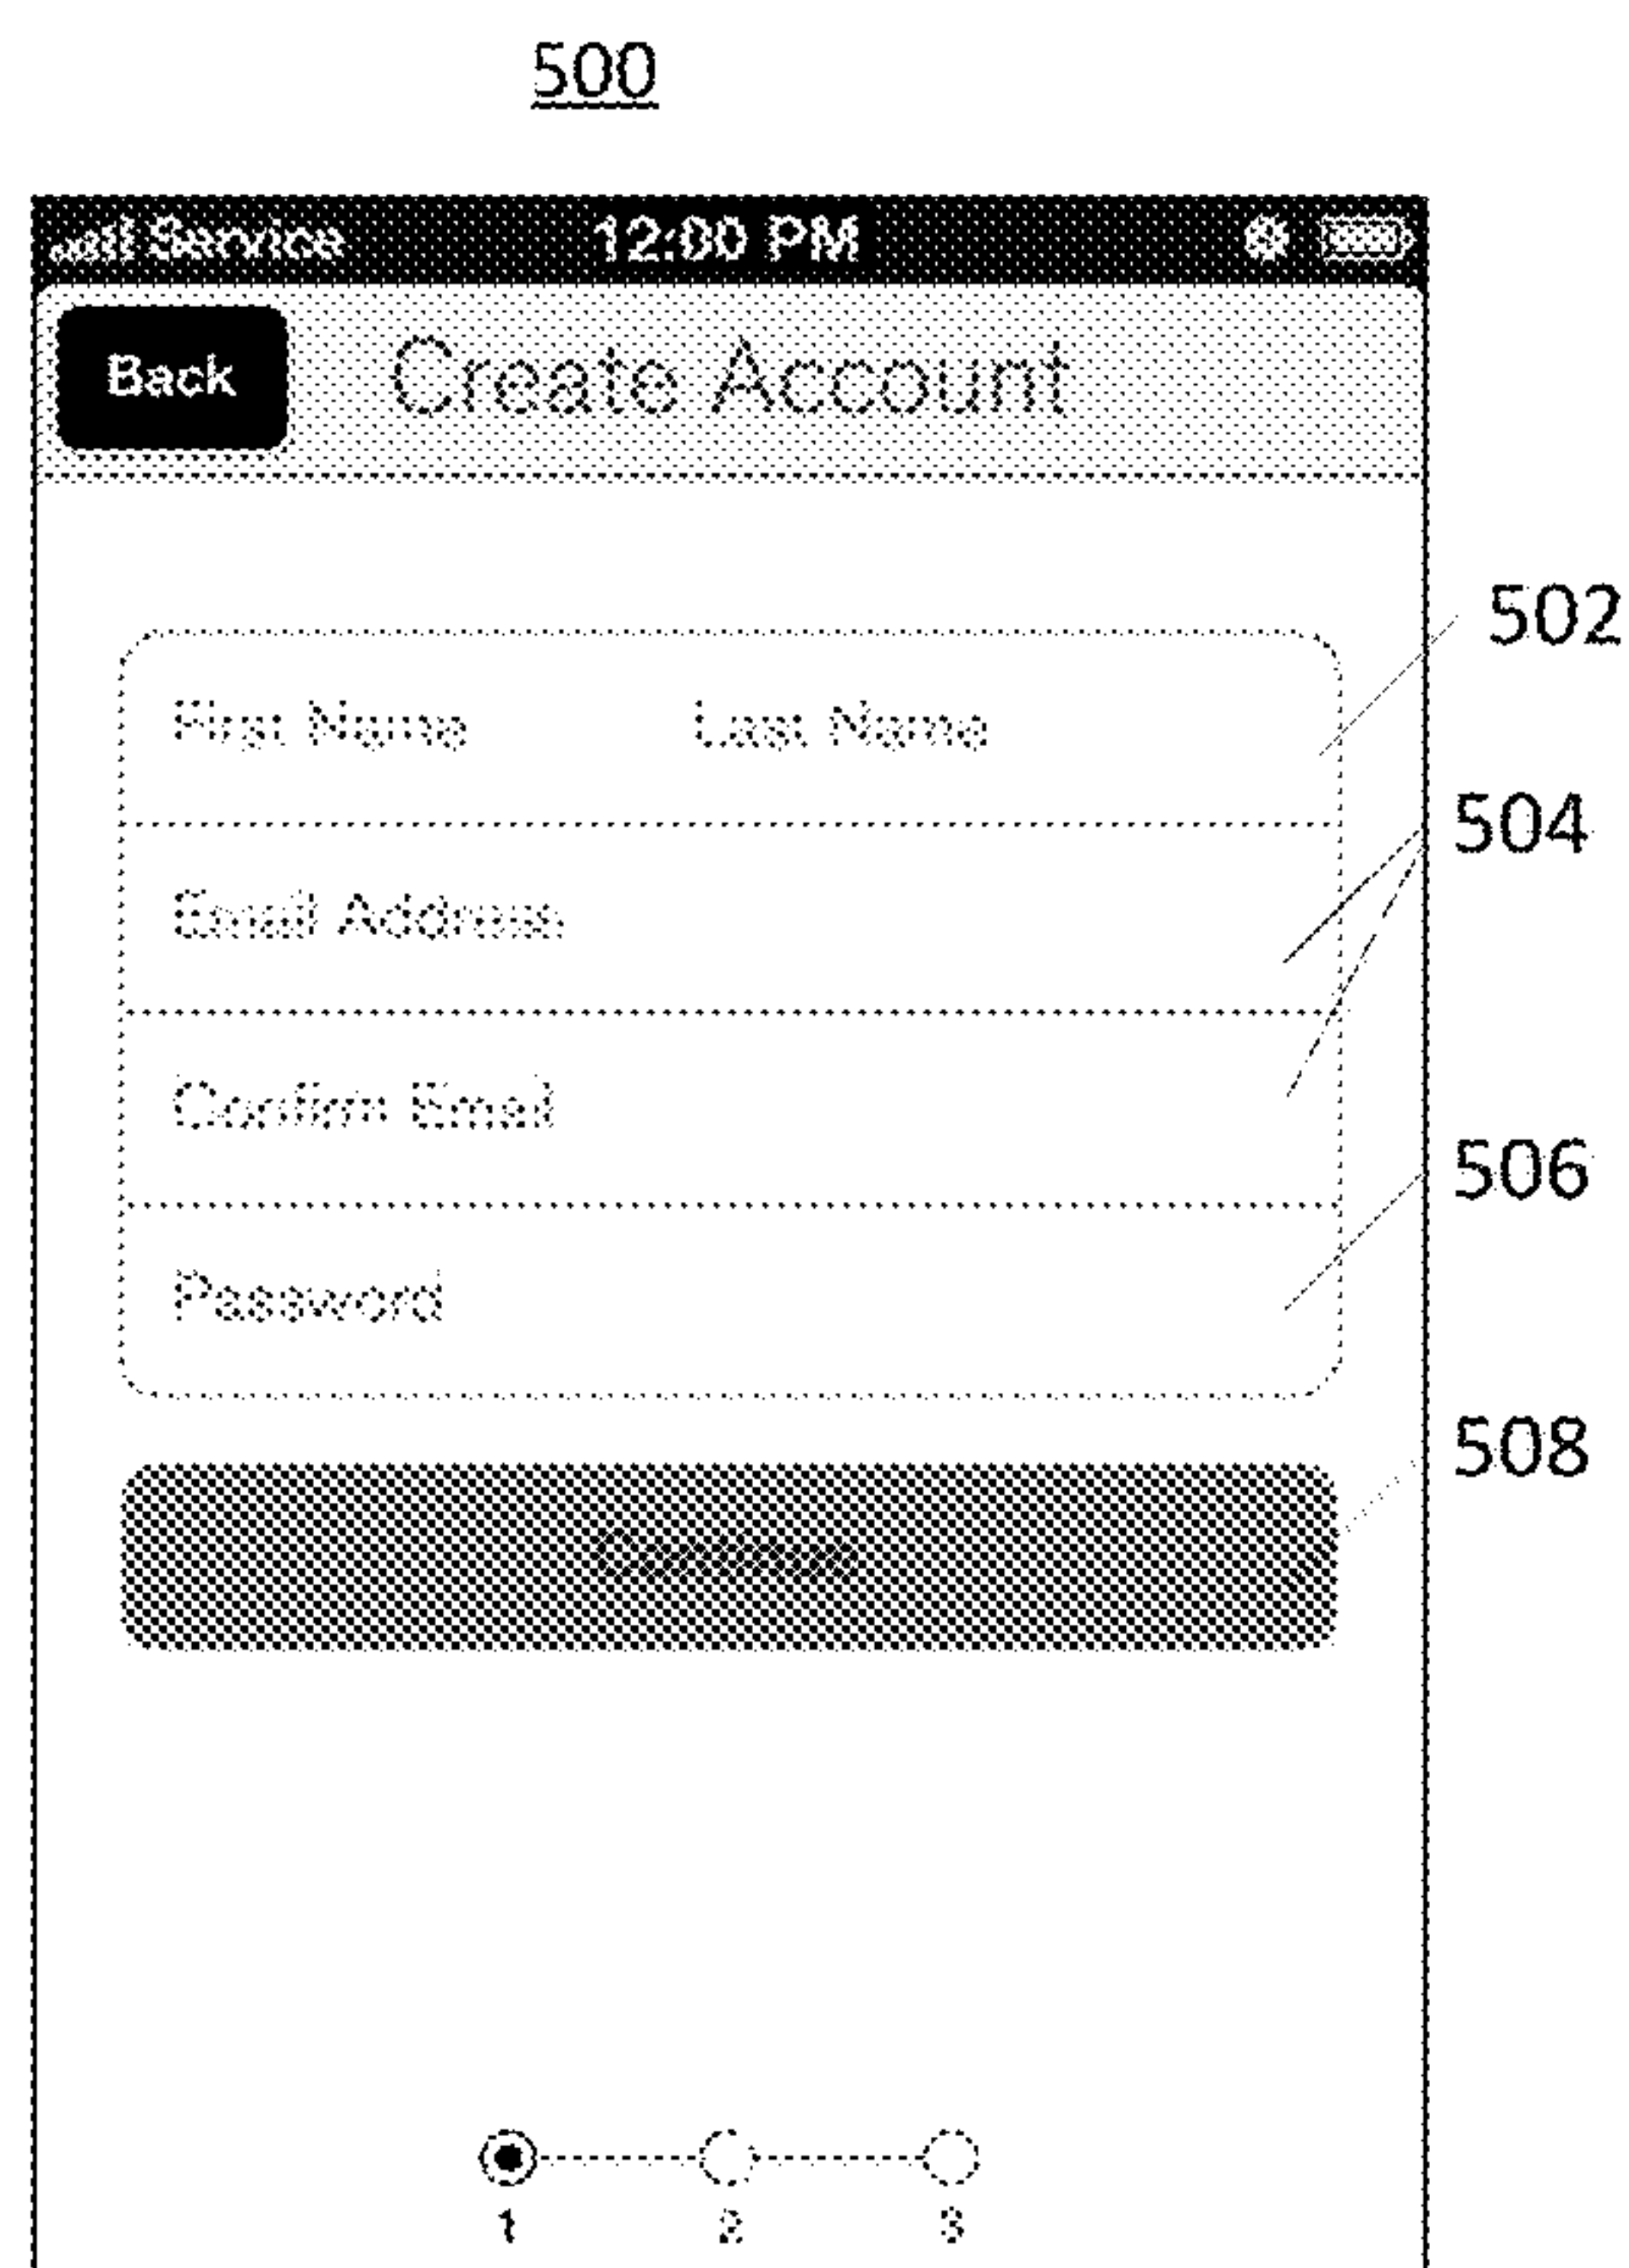 500
Service 12:00 PM
Back Create Account
502
First Name Last Name
504
Email Address
Confirm Email
506
Password
508
Continue
1 2 3